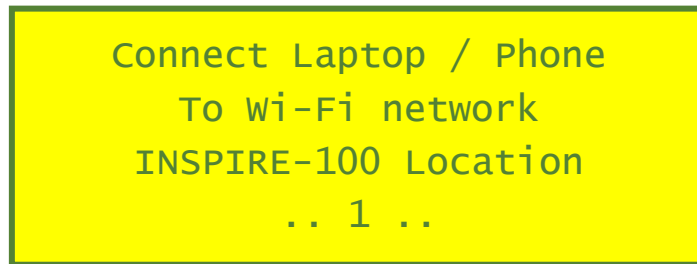 Connect Laptop / Phone
To Wi-Fi network
INSPIRE-100 Location
.. 1 ..